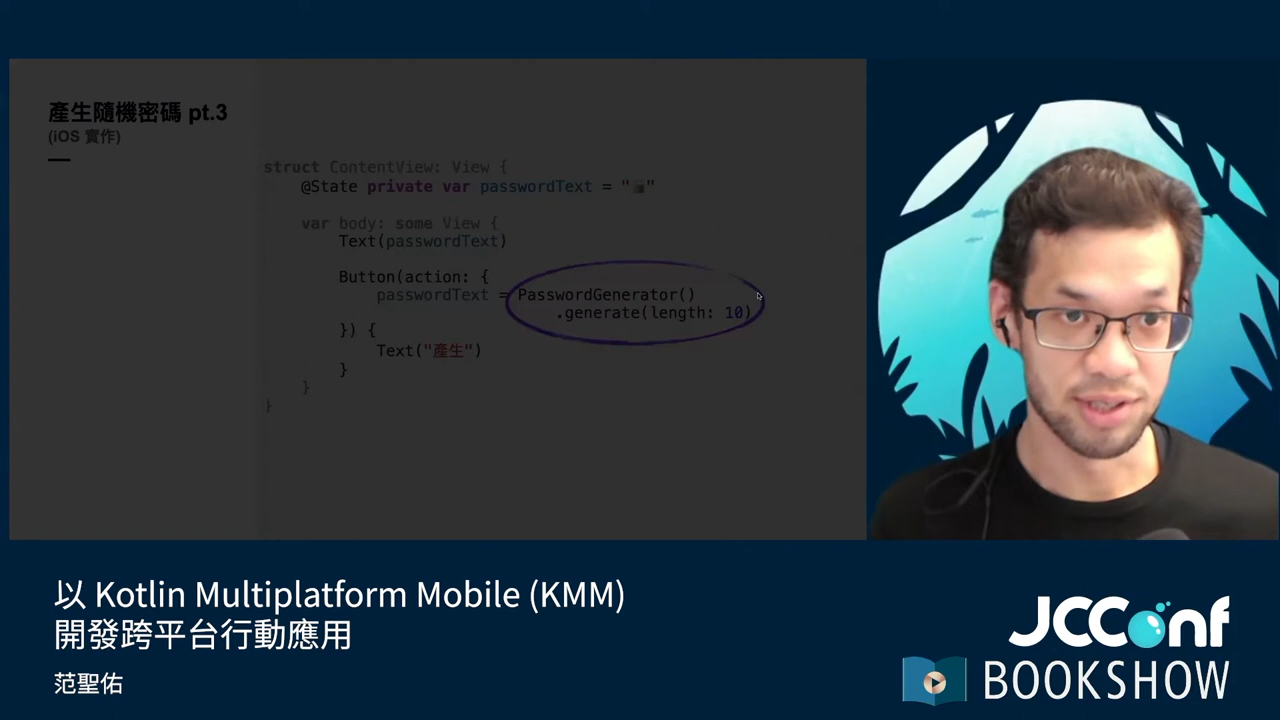 產生隨機密碼 pt.3
(iOS 實作)
struct ContentView: View {
@State private var passwordText = "
"
var body: some View {
Text(passwordText)
Button(action: {
passwordText = PasswordGenerator()
.generate(length: 10)
}) {
Text("產生")
}
}
}
以 Kotlin Multiplatform Mobile (KMM)
開發跨平台行動應用
范聖佑
JCConf
BOOKSHOW